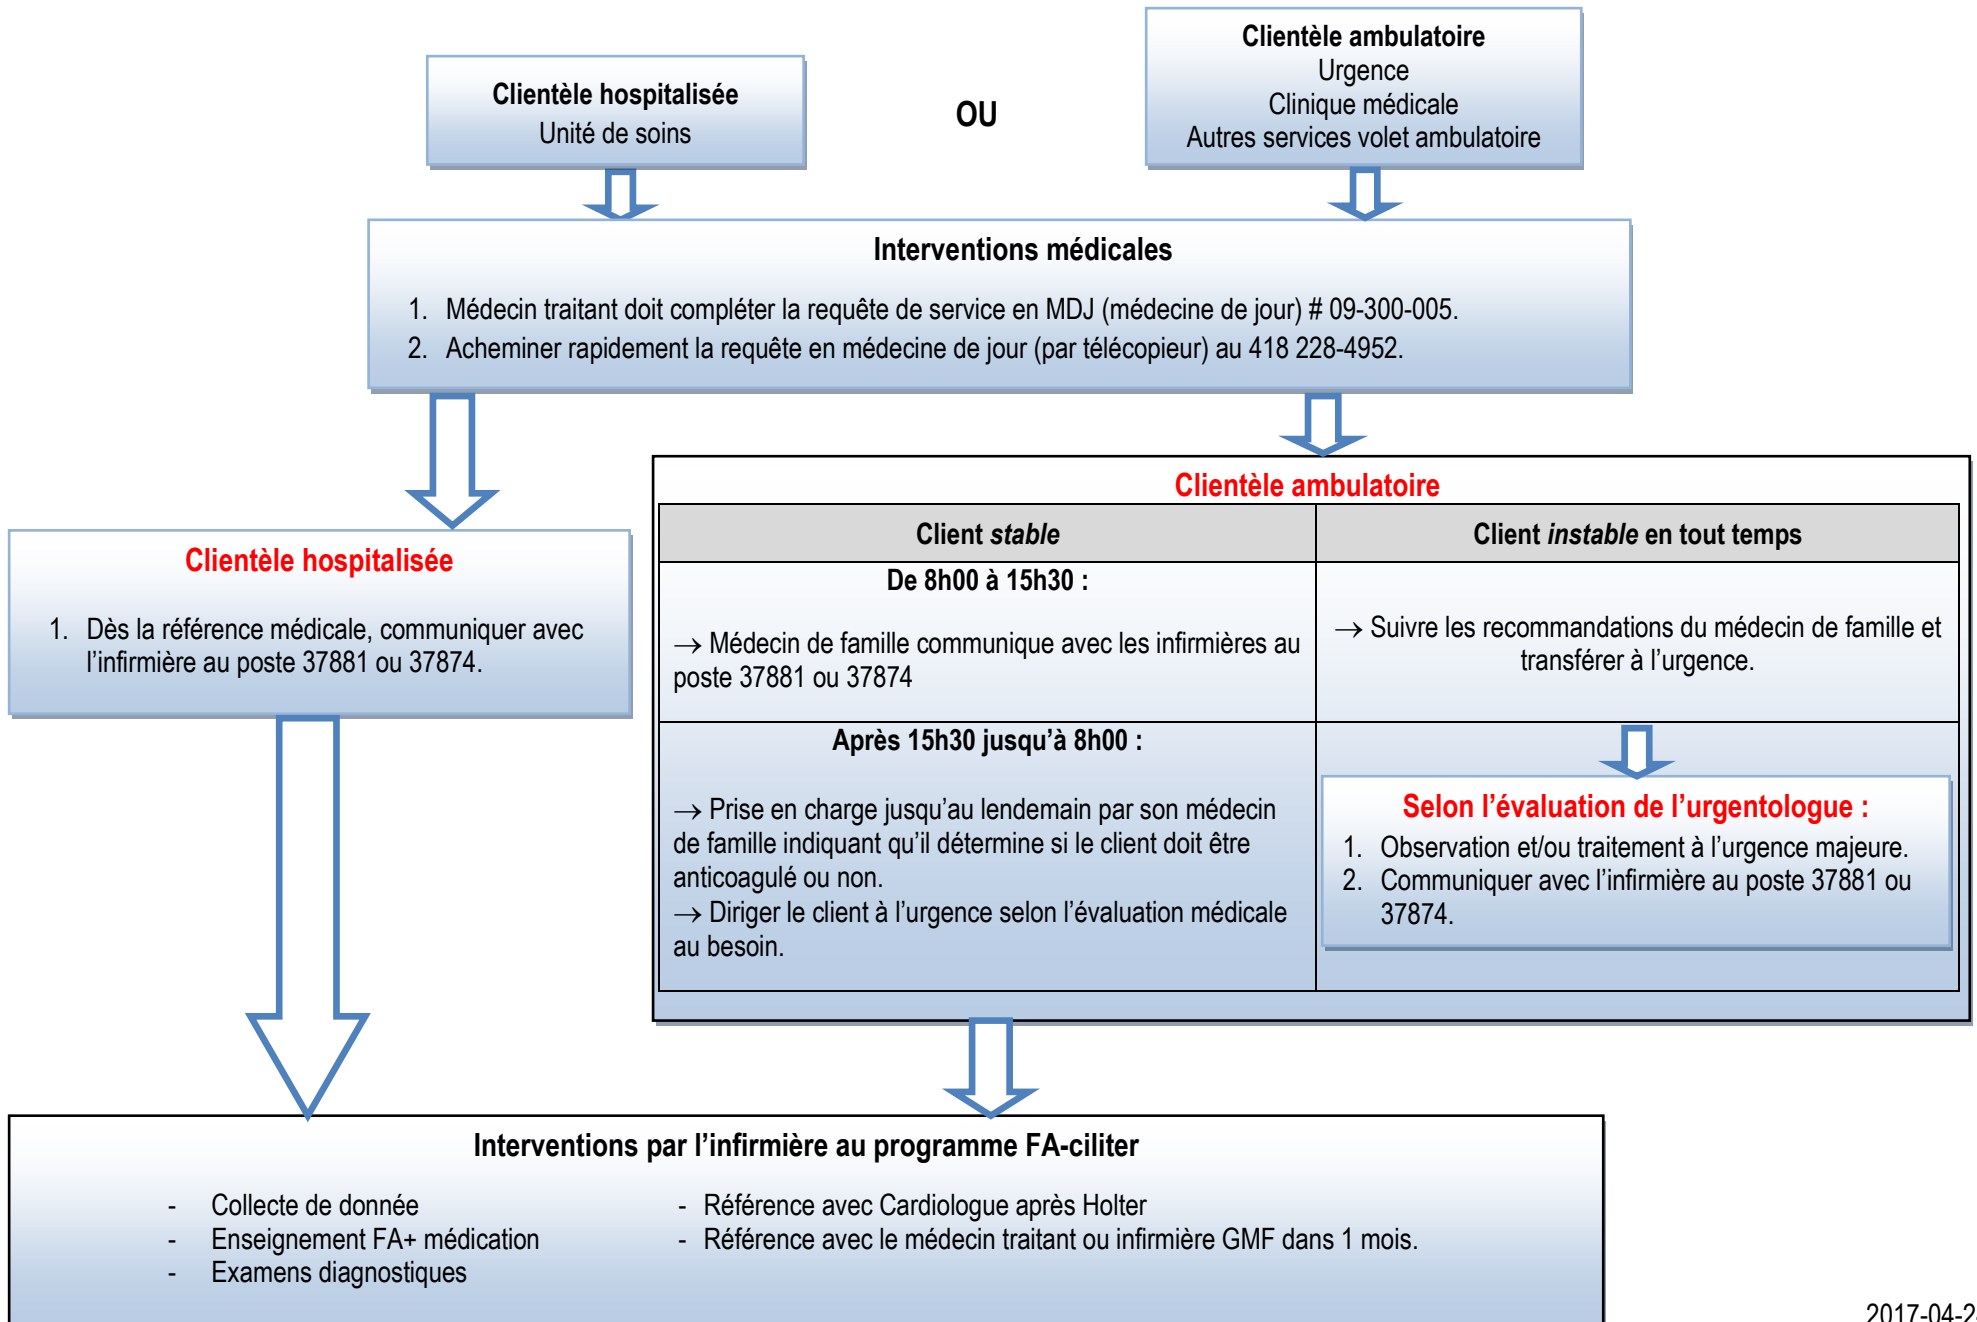 Clientèle hospitalisée
Unité de soins
OU
Clientèle ambulatoire
Urgence
Clinique médicale
Autres services volet ambulatoire
Interventions médicales
1. Médecin traitant doit compléter la requête de service en MDJ (médecine de jour) # 09-300-005.
2. Acheminer rapidement la requête en médecine de jour (par télécopieur) au 418 228-4952.
Clientèle hospitalisée
1. Dès la référence médicale, communiquer avec
l’infirmière au poste 37881 ou 37874.
Clientèle ambulatoire
Client stable
Client instable en tout temps
De 8h00 à 15h30 :
→ Médecin de famille communique avec les infirmières au
poste 37881 ou 37874
→ Suivre les recommandations du médecin de famille et
transférer à l’urgence.
Après 15h30 jusqu’à 8h00 :
→ Prise en charge jusqu’au lendemain par son médecin
de famille indiquant qu’il détermine si le client doit être
anticoagulé ou non.
→ Diriger le client à l’urgence selon l’évaluation médicale
au besoin.
Selon l’évaluation de l’urgentologue :
1. Observation et/ou traitement à l’urgence majeure.
2. Communiquer avec l’infirmière au poste 37881 ou
37874.
Interventions par l’infirmière au programme FA-ciliter
- Collecte de donnée
- Enseignement FA+ médication
- Examens diagnostiques
- Référence avec Cardiologue après Holter
- Référence avec le médecin traitant ou infirmière GMF dans 1 mois.
2017-04-2